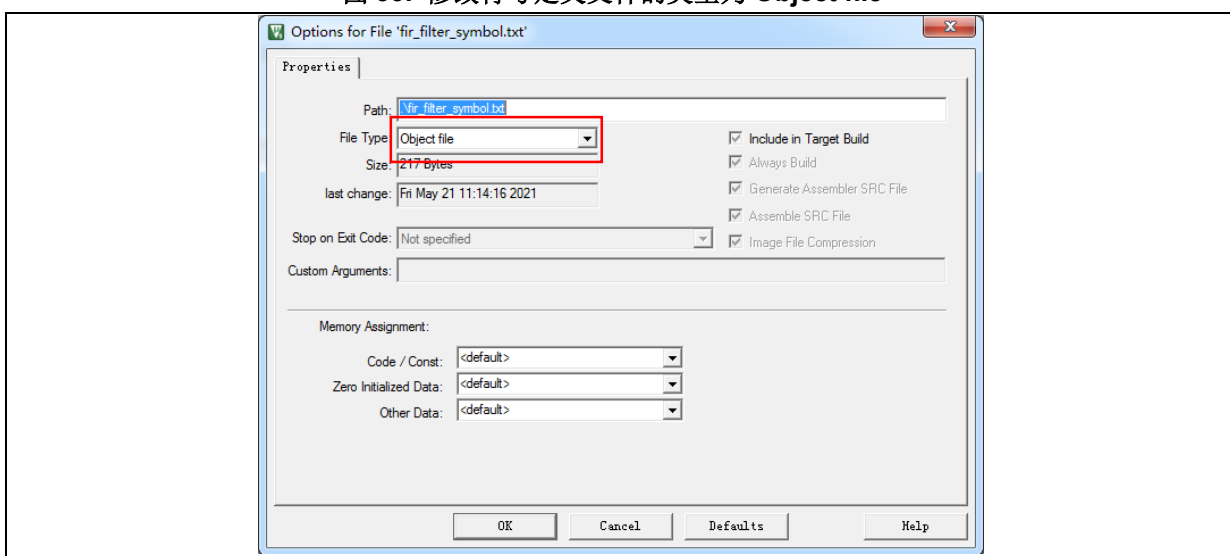 Options for File 'fir_filter_symbol.txt'
Properties
Path: .\fir_filter_symbol.txt
File Type: Object file
Include in Target Build
Size: 217 Bytes
Always Build
last change: Fri May 21 11:14:16 2021
Generate Assembler SRC File
Assemble SRC File
Stop on Exit Code: Not specified
Image File Compression
Custom Arguments:
Memory Assignment:
Code / Const: <default>
Zero Initialized Data: <default>
Other Data: <default>
OK Cancel Defaults Help